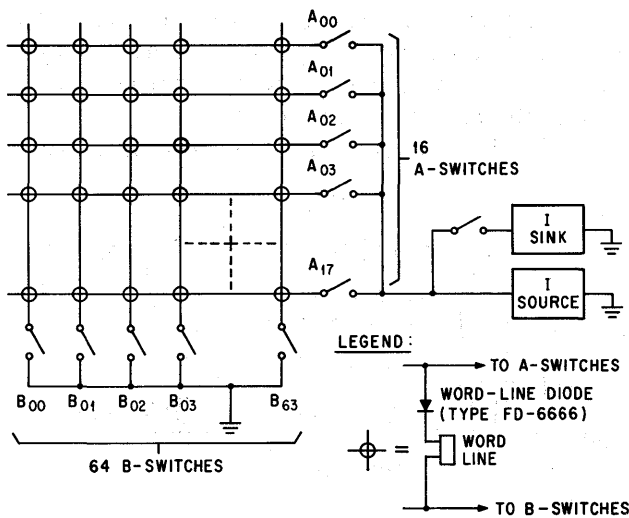 A00
A01
A02
A03
A17
16
A-SWITCHES
I
SINK
I
SOURCE
B00 B01 B02 B03 B63
64 B-SWITCHES
LEGEND:
TO A-SWITCHES
WORD-LINE DIODE
(TYPE FD-6666)
=
WORD
LINE
TO B-SWITCHES